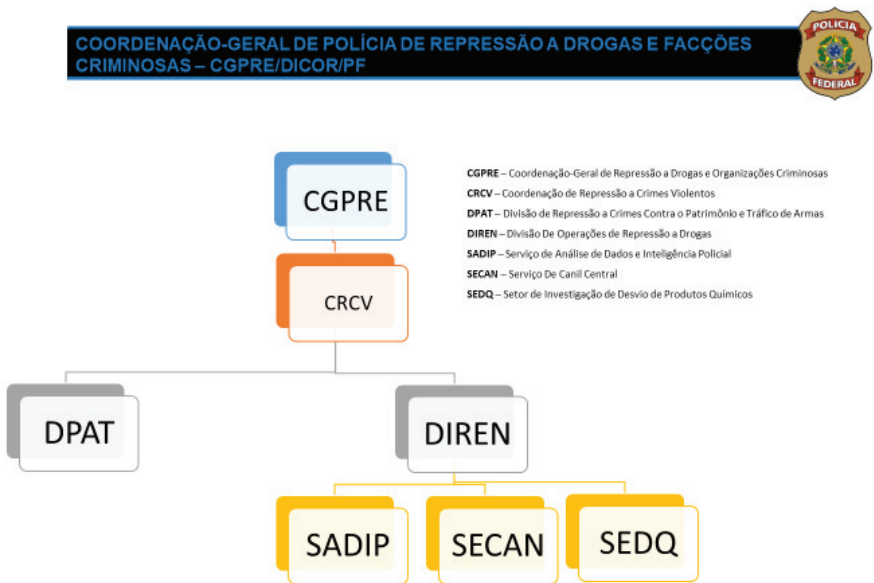 COORDENAÇÃO-GERAL DE POLÍCIA DE REPRESSÃO A DROGAS E FACÇÕES
CRIMINOSAS – CGPRE/DICOR/PF
POLICIA
FEDERAL
CGPRE
CRCV
DPAT
DIREN
SADIP
SECAN
SEDQ
CGPRE – Coordenação-Geral de Repressão a Drogas e Organizações Criminosas
CRCV – Coordenação de Repressão a Crimes Violentos
DPAT – Divisão de Repressão a Crimes Contra o Patrimônio e Tráfico de Armas
DIREN – Divisão De Operações de Repressão a Drogas
SADIP – Serviço de Análise de Dados e Inteligência Policial
SECAN – Serviço De Canil Central
SEDQ – Setor de Investigação de Desvio de Produtos Químicos